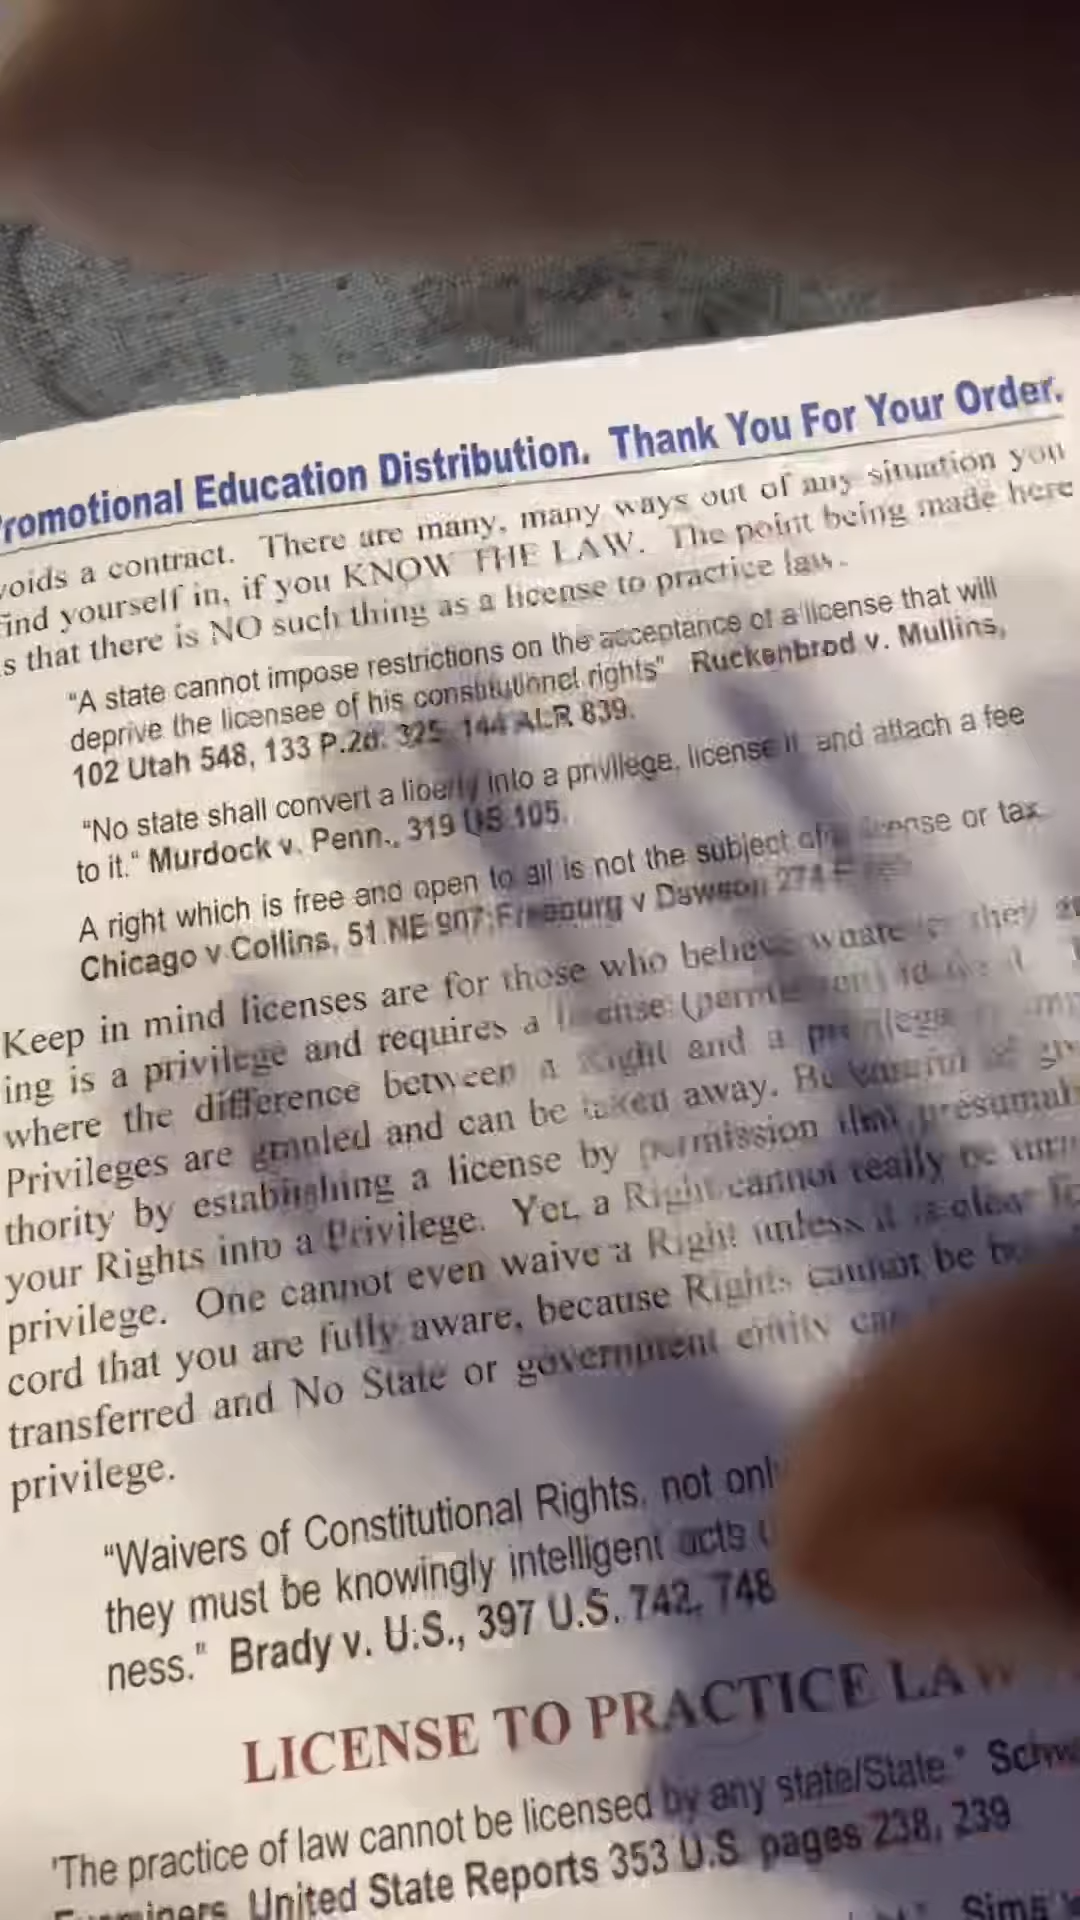 Promotional Education Distribution. Thank You For Your Order.
voids a contract. There are many, many ways out of any situation you
find yourself in, if you KNOW THE LAW. The point being made here
s that there is NO such thing as a license to practice law.
"A state cannot impose restrictions on the acceptance of a license that will
deprive the licensee of his constitutional rights" Ruckenbrod v. Mullins,
102 Utah 548, 133 P.2d. 325, 144 ALR 839.
"No state shall convert a liberty into a privilege, license it, and attach a fee
to it." Murdock v. Penn., 319 US 105.
A right which is free and open to all is not the subject of a license or tax
Chicago v Collins, 51 NE 907; v Dawson 274
Keep in mind licenses are for those who believe they
ing is a privilege and requires a license (permission) to do it.
where the difference between a Right and a privilege
Privileges are granted and can be taken away. Be careful of
thority by establishing a license by permission that presumab
your Rights into a Privilege. Yet, a Right cannot really be
privilege. One cannot even waive a Right unless it is clear
cord that you are fully aware, because Rights cannot be
transferred and No State or government entity
privilege.
"Waivers of Constitutional Rights, not onl
they must be knowingly intelligent acts
ness." Brady v. U.S., 397 U.S. 742, 748
LICENSE TO PRACTICE LAW
'The practice of law cannot be licensed by any state/State." Schw
Examiners, United State Reports 353 U.S. pages 238, 239
Sims